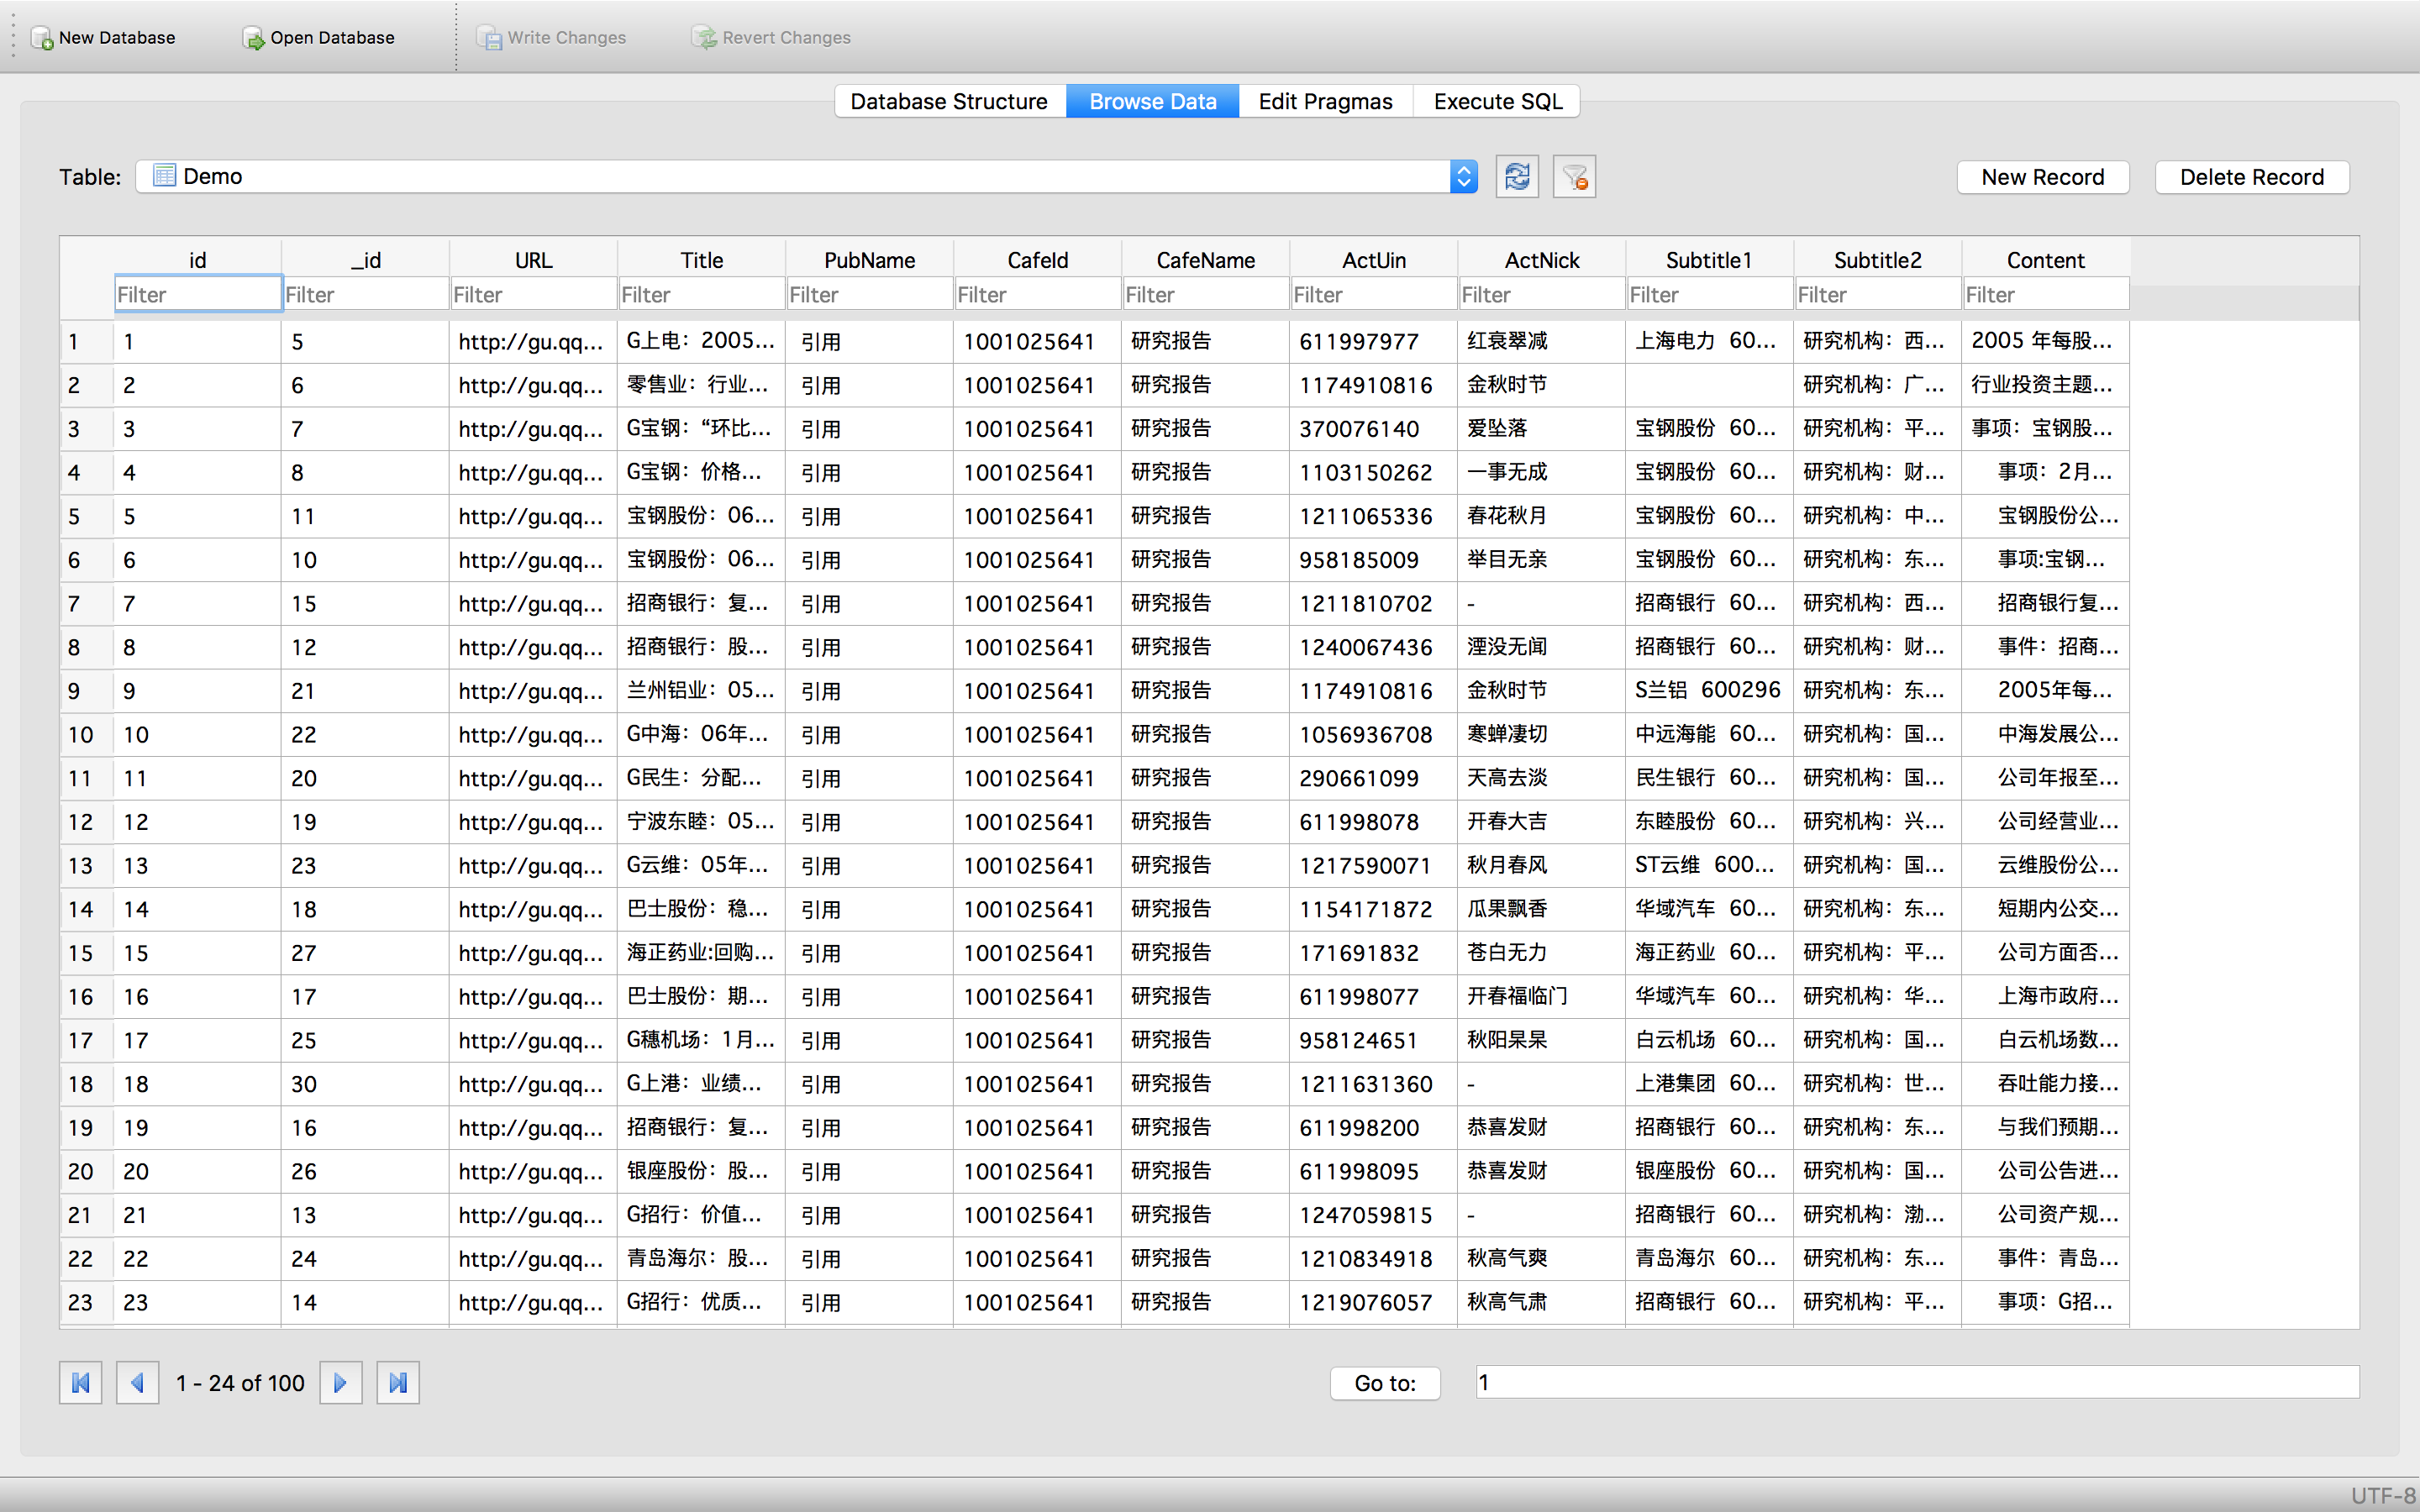 New Database Open Database Write Changes Revert Changes
Database Structure Browse Data Edit Pragmas Execute SQL
Table: Demo New Record Delete Record
id _id URL Title PubName CafeId CafeName ActUin ActNick Subtitle1 Subtitle2 Content
Filter Filter Filter Filter Filter Filter Filter Filter Filter Filter Filter Filter
1 1 5 http://gu.qq... G上电：2005... 引用 1001025641 研究报告 611997977 红衰翠减 上海电力 60... 研究机构：西... 2005 年每股...
2 2 6 http://gu.qq... 零售业：行业... 引用 1001025641 研究报告 1174910816 金秋时节 研究机构：广... 行业投资主题...
3 3 7 http://gu.qq... G宝钢：“环比... 引用 1001025641 研究报告 370076140 爱坠落 宝钢股份 60... 研究机构：平... 事项：宝钢股...
4 4 8 http://gu.qq... G宝钢：价格... 引用 1001025641 研究报告 1103150262 一事无成 宝钢股份 60... 研究机构：财... 事项：2月...
5 5 11 http://gu.qq... 宝钢股份：06... 引用 1001025641 研究报告 1211065336 春花秋月 宝钢股份 60... 研究机构：中... 宝钢股份公...
6 6 10 http://gu.qq... 宝钢股份：06... 引用 1001025641 研究报告 958185009 举目无亲 宝钢股份 60... 研究机构：东... 事项:宝钢...
7 7 15 http://gu.qq... 招商银行：复... 引用 1001025641 研究报告 1211810702 - 招商银行 60... 研究机构：西... 招商银行复...
8 8 12 http://gu.qq... 招商银行：股... 引用 1001025641 研究报告 1240067436 湮没无闻 招商银行 60... 研究机构：财... 事件：招商...
9 9 21 http://gu.qq... 兰州铝业：05... 引用 1001025641 研究报告 1174910816 金秋时节 S兰铝 600296 研究机构：东... 2005年每...
10 10 22 http://gu.qq... G中海：06年... 引用 1001025641 研究报告 1056936708 寒蝉凄切 中远海能 60... 研究机构：国... 中海发展公...
11 11 20 http://gu.qq... G民生：分配... 引用 1001025641 研究报告 290661099 天高去淡 民生银行 60... 研究机构：国... 公司年报至...
12 12 19 http://gu.qq... 宁波东睦：05... 引用 1001025641 研究报告 611998078 开春大吉 东睦股份 60... 研究机构：兴... 公司经营业...
13 13 23 http://gu.qq... G云维：05年... 引用 1001025641 研究报告 1217590071 秋月春风 ST云维 600... 研究机构：国... 云维股份公...
14 14 18 http://gu.qq... 巴士股份：稳... 引用 1001025641 研究报告 1154171872 瓜果飘香 华域汽车 60... 研究机构：东... 短期内公交...
15 15 27 http://gu.qq... 海正药业:回购... 引用 1001025641 研究报告 171691832 苍白无力 海正药业 60... 研究机构：平... 公司方面否...
16 16 17 http://gu.qq... 巴士股份：期... 引用 1001025641 研究报告 611998077 开春福临门 华域汽车 60... 研究机构：华... 上海市政府...
17 17 25 http://gu.qq... G穗机场：1月... 引用 1001025641 研究报告 958124651 秋阳杲杲 白云机场 60... 研究机构：国... 白云机场数...
18 18 30 http://gu.qq... G上港：业绩... 引用 1001025641 研究报告 1211631360 - 上港集团 60... 研究机构：世... 吞吐能力接...
19 19 16 http://gu.qq... 招商银行：复... 引用 1001025641 研究报告 611998200 恭喜发财 招商银行 60... 研究机构：东... 与我们预期...
20 20 26 http://gu.qq... 银座股份：股... 引用 1001025641 研究报告 611998095 恭喜发财 银座股份 60... 研究机构：国... 公司公告进...
21 21 13 http://gu.qq... G招行：价值... 引用 1001025641 研究报告 1247059815 - 招商银行 60... 研究机构：渤... 公司资产规...
22 22 24 http://gu.qq... 青岛海尔：股... 引用 1001025641 研究报告 1210834918 秋高气爽 青岛海尔 60... 研究机构：东... 事件：青岛...
23 23 14 http://gu.qq... G招行：优质... 引用 1001025641 研究报告 1219076057 秋高气肃 招商银行 60... 研究机构：平... 事项：G招...
1 - 24 of 100 Go to: 1
UTF-8